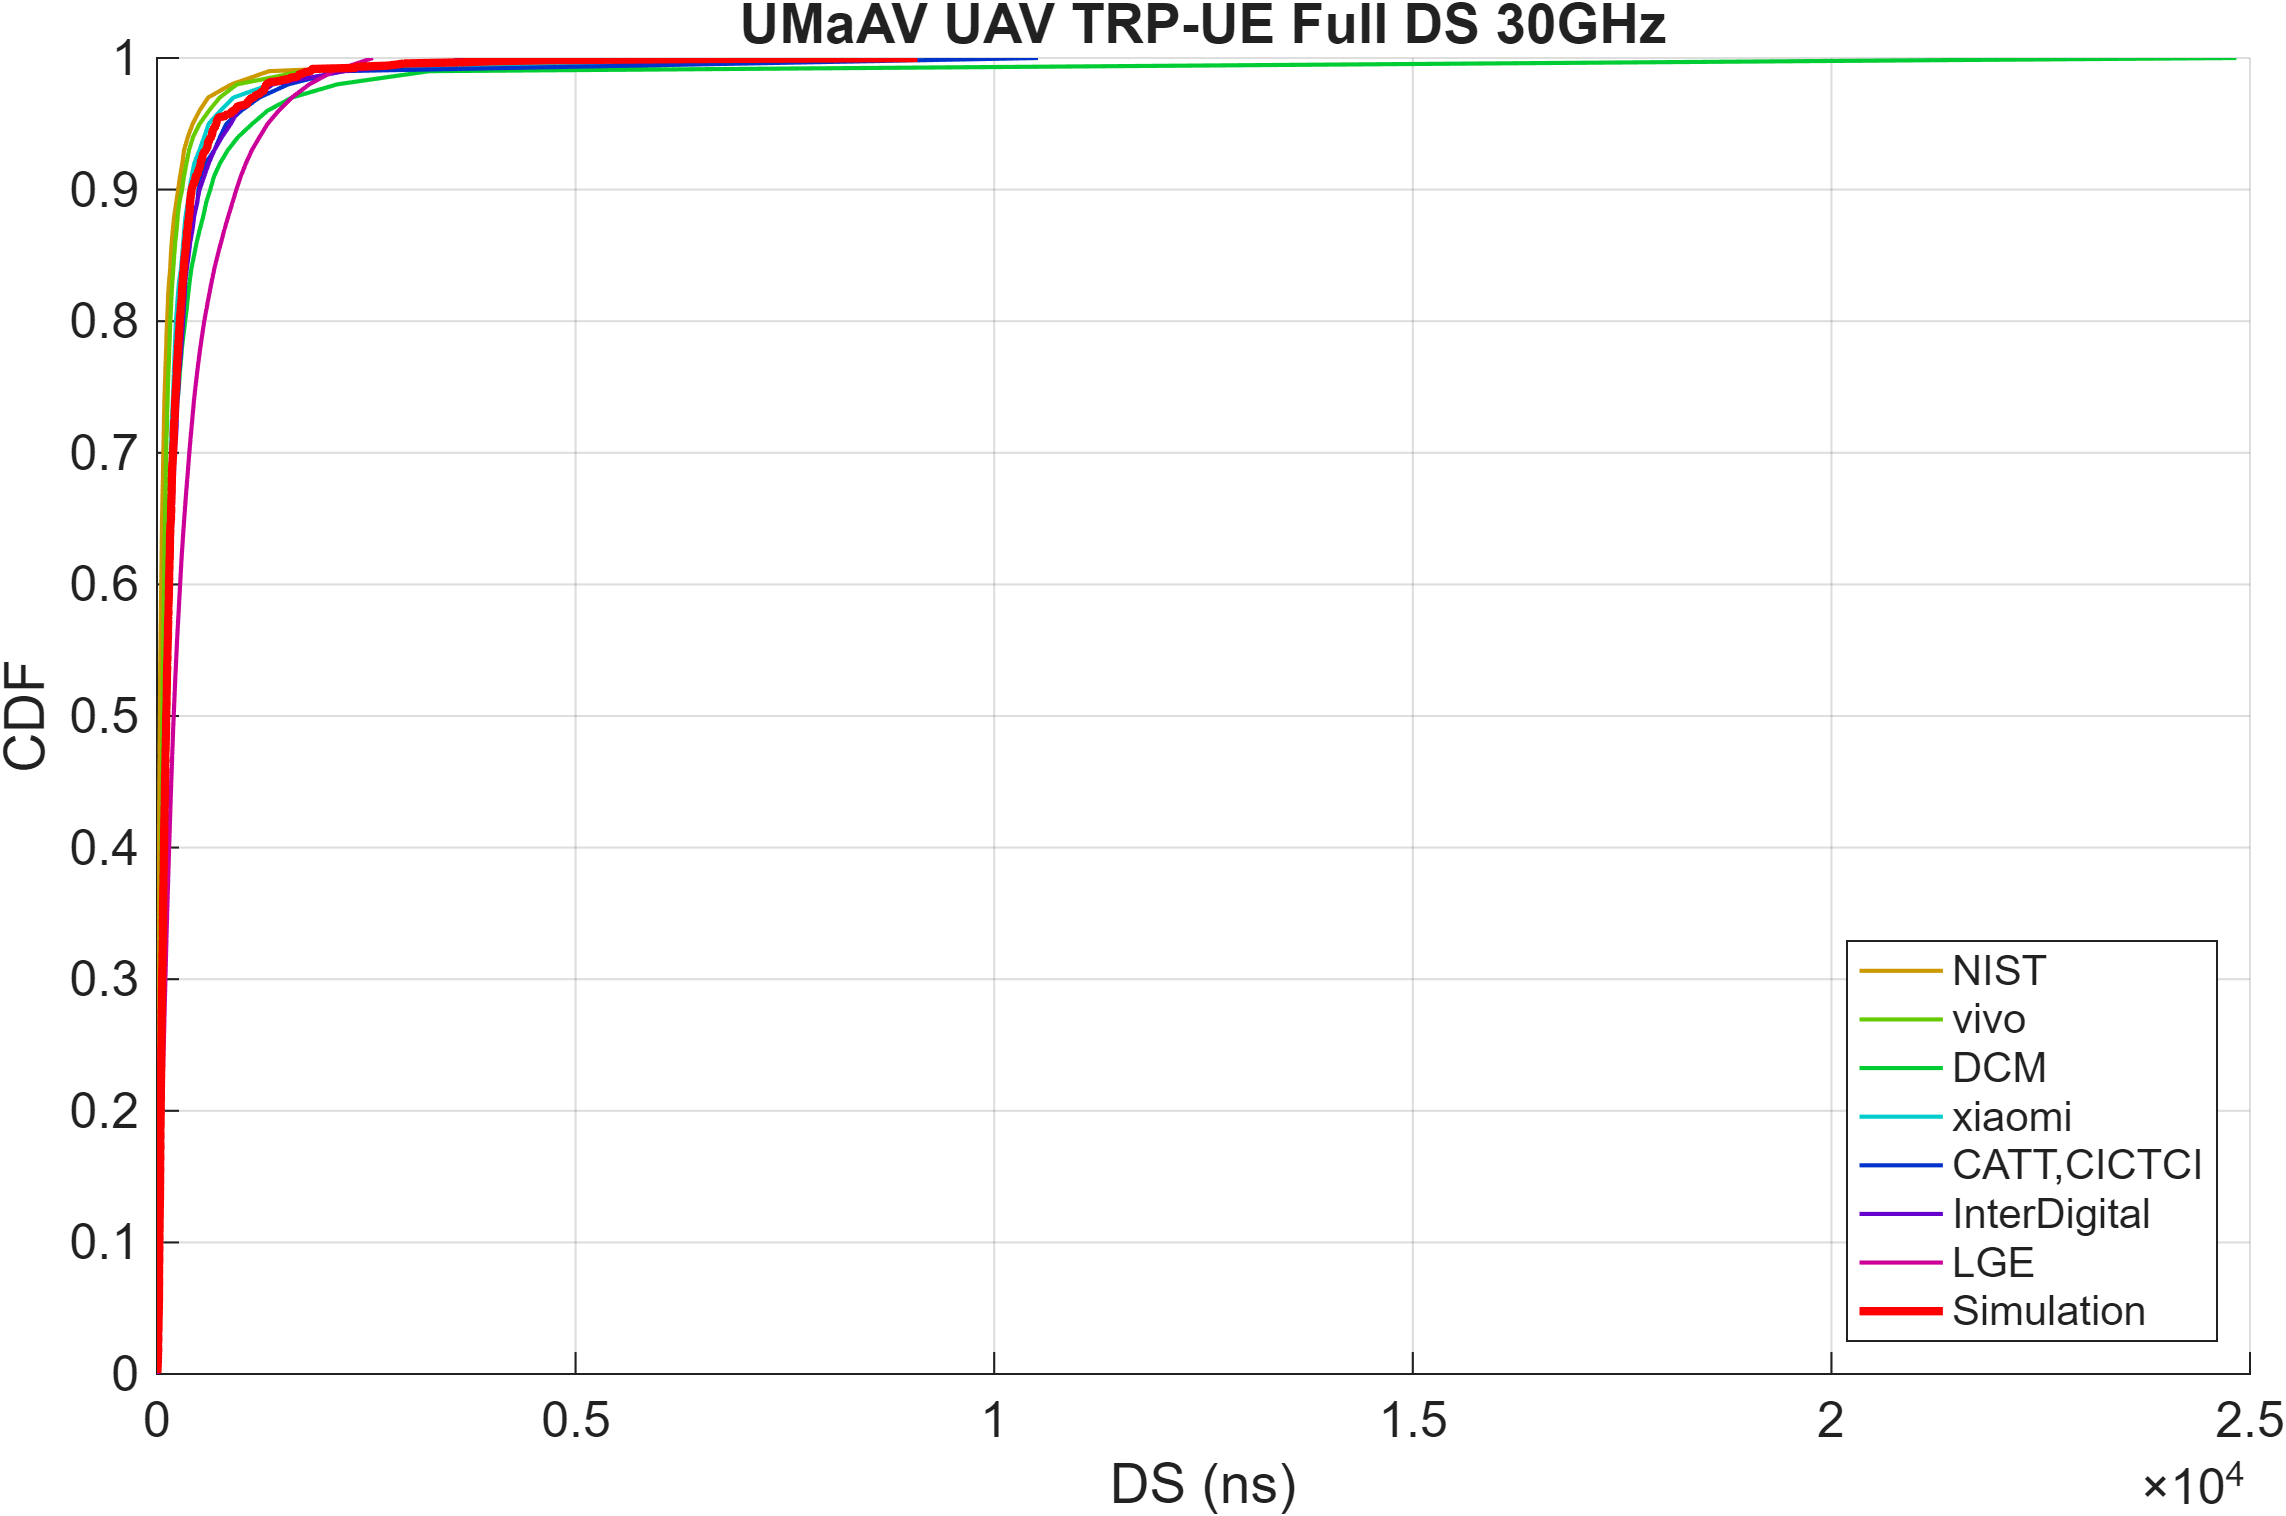 UMaAV UAV TRP-UE Full DS 30GHz
1
0.9
0.8
0.7
0.6
0.5
0.4
0.3
0.2
0.1
0
CDF
NIST
vivo
DCM
xiaomi
CATT,CICTCI
InterDigital
LGE
Simulation
0 0.5 1 1.5 2 2.5
DS (ns)
×10⁴